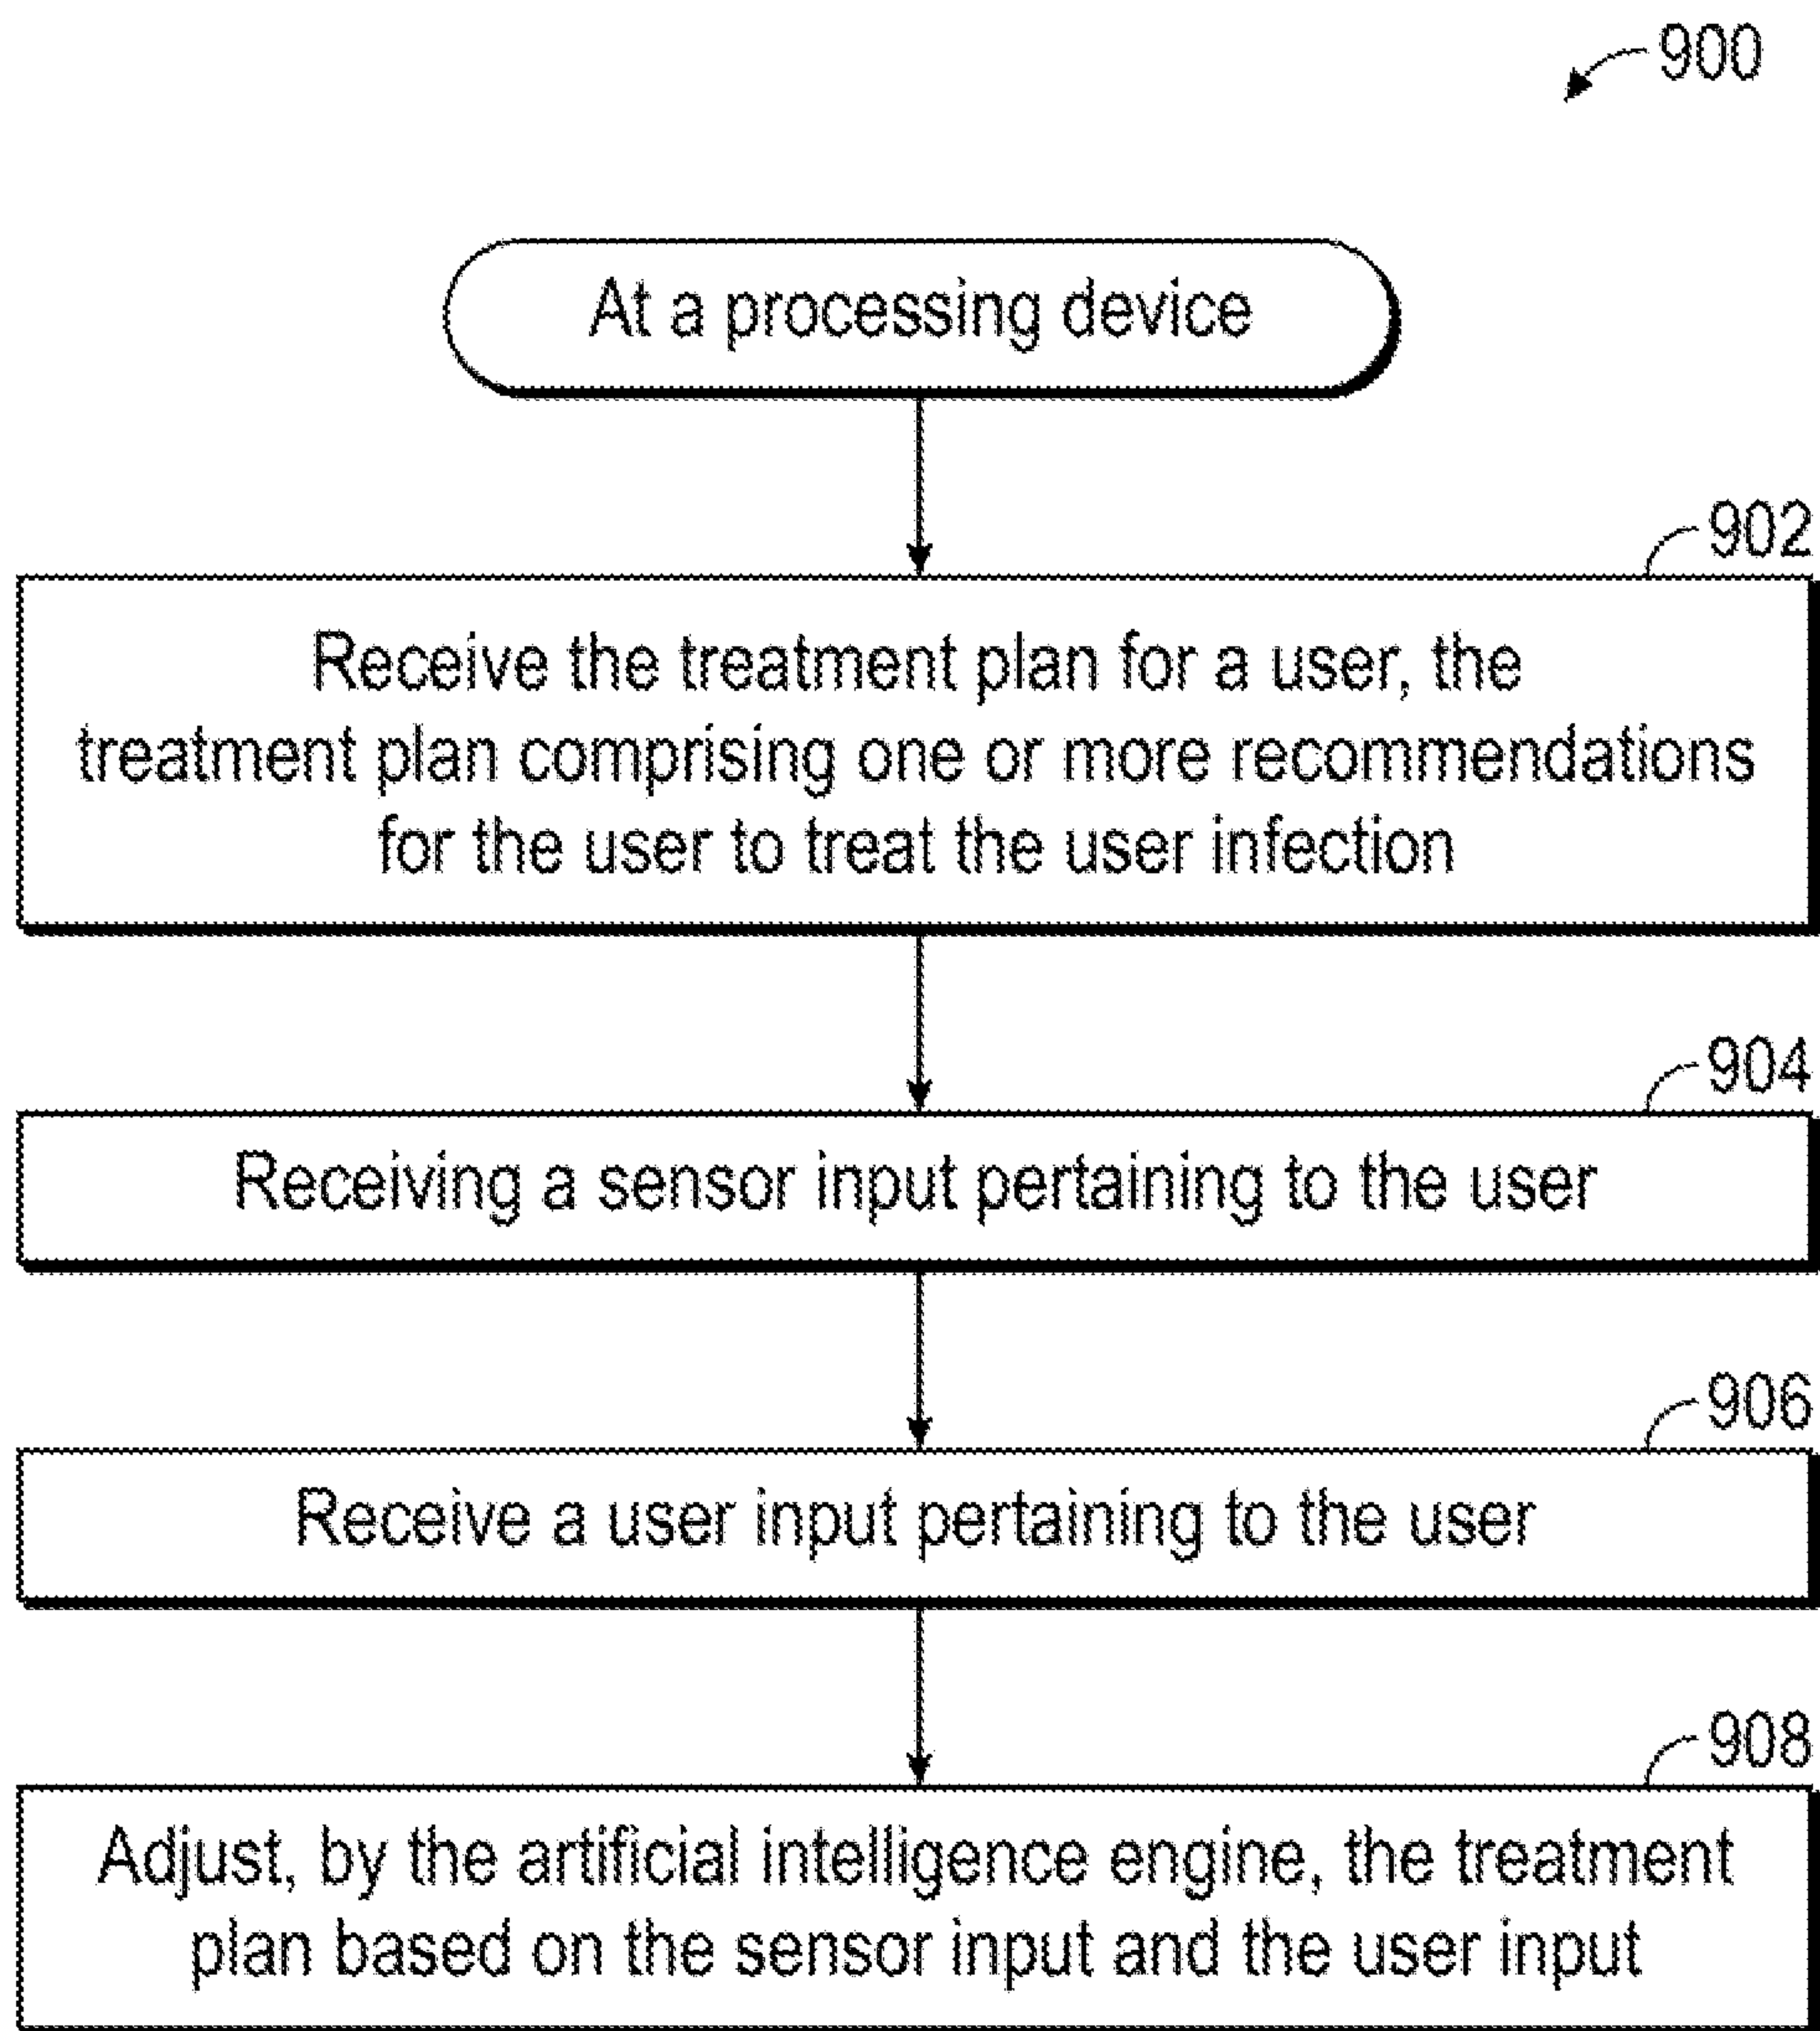 900
At a processing device
902
Receive the treatment plan for a user, the
treatment plan comprising one or more recommendations
for the user to treat the user infection
904
Receiving a sensor input pertaining to the user
906
Receive a user input pertaining to the user
908
Adjust, by the artificial intelligence engine, the treatment
plan based on the sensor input and the user input